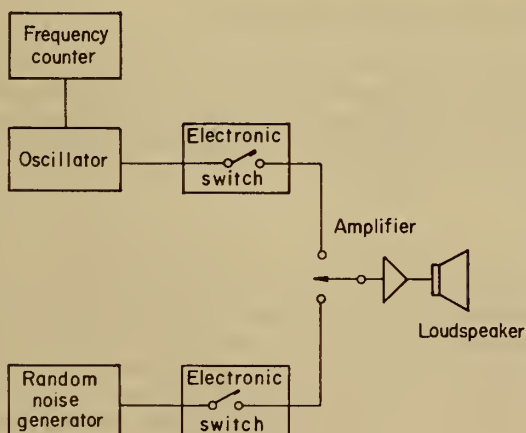 Frequency
counter
Oscillator
Electronic
switch
Amplifier
Loudspeaker
Random
noise
generator
Electronic
switch